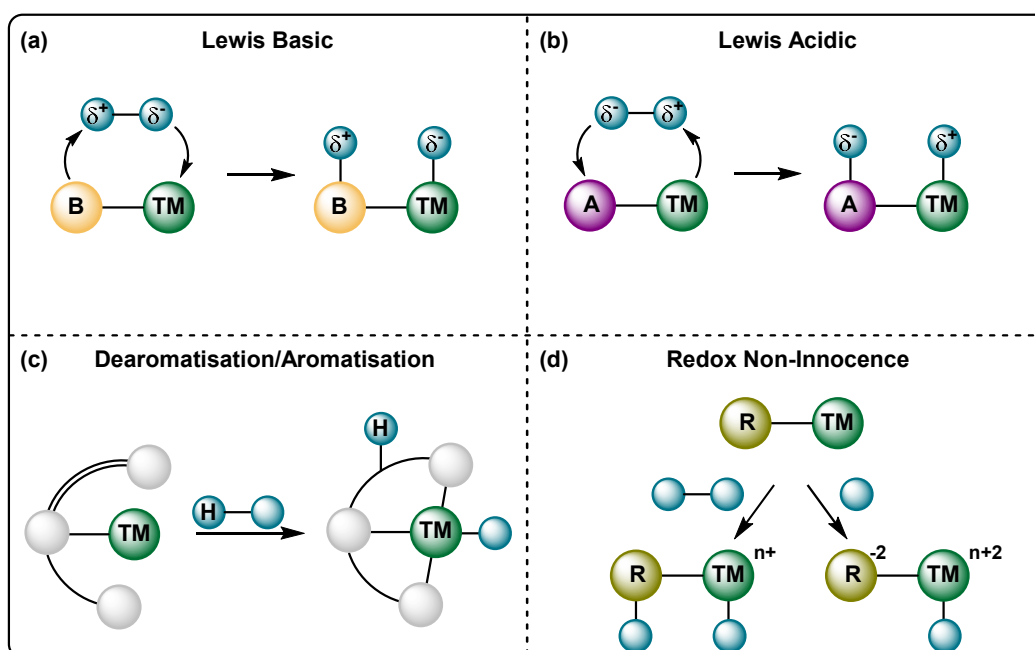 (a) Lewis Basic
δ+ δ-
B TM
δ+ δ-
B TM
(b) Lewis Acidic
δ- δ+
A TM
δ- δ+
A TM
(c) Dearomatisation/Aromatisation
TM
H
H
TM
(d) Redox Non-Innocence
R TM
R TM n+
R -2 TM n+2